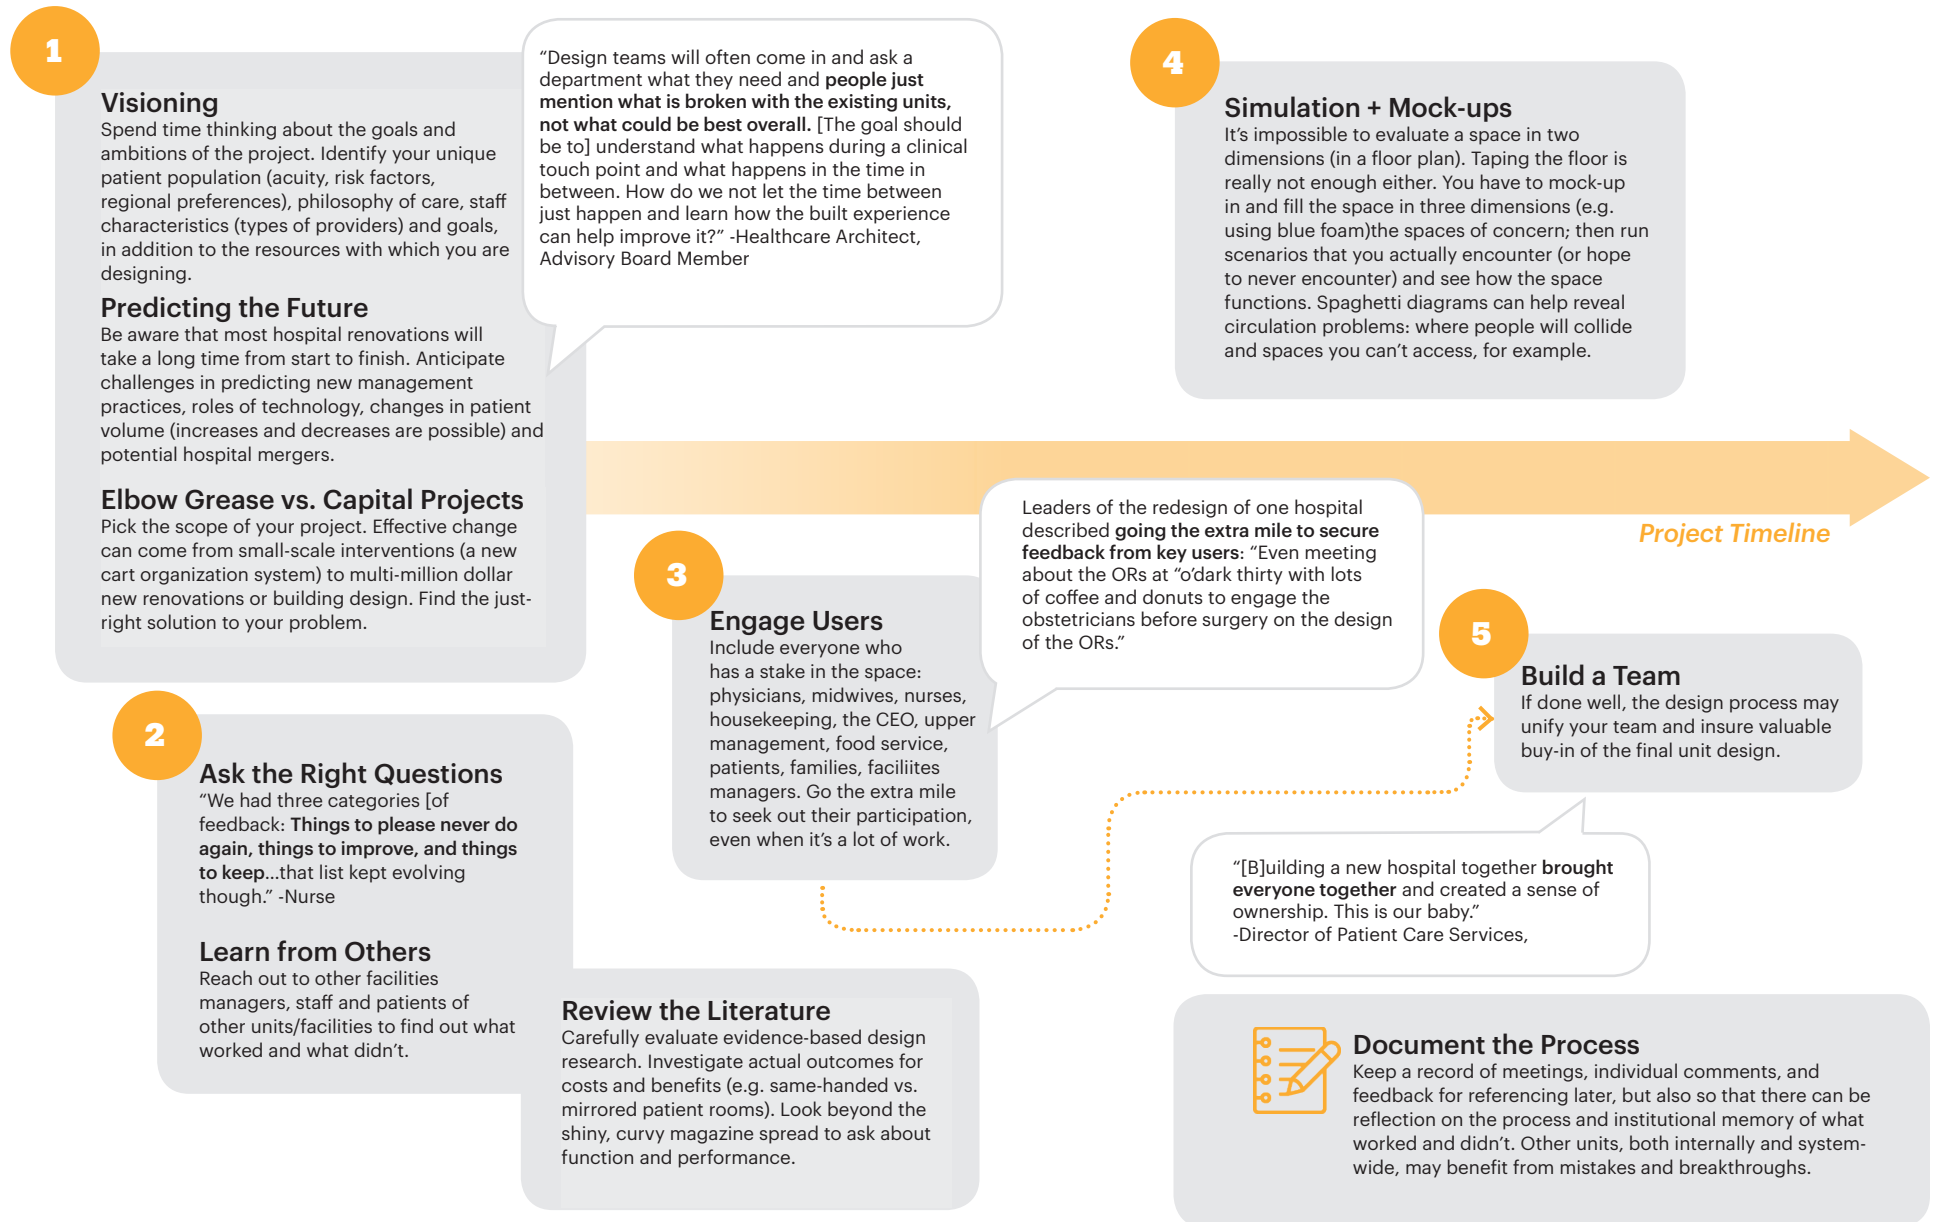 1
Visioning
Spend time thinking about the goals and
ambitions of the project. Identify your unique
patient population (acuity, risk factors,
regional preferences), philosophy of care, staff
characteristics (types of providers) and goals,
in addition to the resources with which you are
designing.
Predicting the Future
Be aware that most hospital renovations will
take a long time from start to finish. Anticipate
challenges in predicting new management
practices, roles of technology, changes in patient
volume (increases and decreases are possible) and
potential hospital mergers.
Elbow Grease vs. Capital Projects
Pick the scope of your project. Effective change
can come from small-scale interventions (a new
cart organization system) to multi-million dollar
new renovations or building design. Find the just-
right solution to your problem.
“Design teams will often come in and ask a
department what they need and people just
mention what is broken with the existing units,
not what could be best overall. [The goal should
be to] understand what happens during a clinical
touch point and what happens in the time in
between. How do we not let the time between
just happen and learn how the built experience
can help improve it?” -Healthcare Architect,
Advisory Board Member
2
Ask the Right Questions
“We had three categories [of
feedback: Things to please never do
again, things to improve, and things
to keep...that list kept evolving
though.” -Nurse
Learn from Others
Reach out to other facilities
managers, staff and patients of
other units/facilities to find out what
worked and what didn’t.
Review the Literature
Carefully evaluate evidence-based design
research. Investigate actual outcomes for
costs and benefits (e.g. same-handed vs.
mirrored patient rooms). Look beyond the
shiny, curvy magazine spread to ask about
function and performance.
3
Engage Users
Include everyone who
has a stake in the space:
physicians, midwives, nurses,
housekeeping, the CEO, upper
management, food service,
patients, families, faciliites
managers. Go the extra mile
to seek out their participation,
even when it’s a lot of work.
Leaders of the redesign of one hospital
described going the extra mile to secure
feedback from key users: “Even meeting
about the ORs at “o’dark thirty with lots
of coffee and donuts to engage the
obstetricians before surgery on the design
of the ORs.”
4
Simulation + Mock-ups
It’s impossible to evaluate a space in two
dimensions (in a floor plan). Taping the floor is
really not enough either. You have to mock-up
in and fill the space in three dimensions (e.g.
using blue foam)the spaces of concern; then run
scenarios that you actually encounter (or hope
to never encounter) and see how the space
functions. Spaghetti diagrams can help reveal
circulation problems: where people will collide
and spaces you can’t access, for example.
Project Timeline
5
Build a Team
If done well, the design process may
unify your team and insure valuable
buy-in of the final unit design.
“[B]uilding a new hospital together brought
everyone together and created a sense of
ownership. This is our baby.”
-Director of Patient Care Services,
Document the Process
Keep a record of meetings, individual comments, and
feedback for referencing later, but also so that there can be
reflection on the process and institutional memory of what
worked and didn’t. Other units, both internally and system-
wide, may benefit from mistakes and breakthroughs.